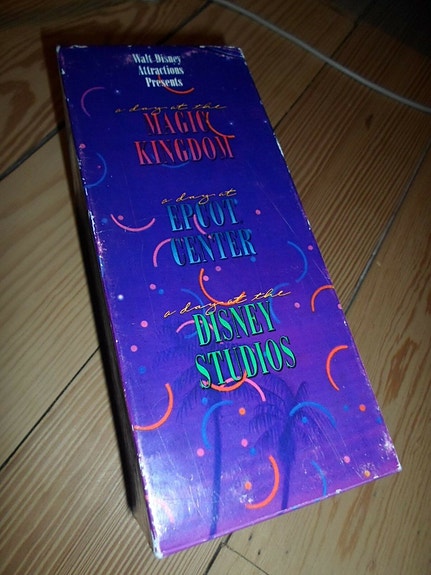 Walt Disney
Attractions
Presents
a day at the
MAGIC
KINGDOM
a day at
EPCOT
CENTER
a day at the
DISNEY
STUDIOS